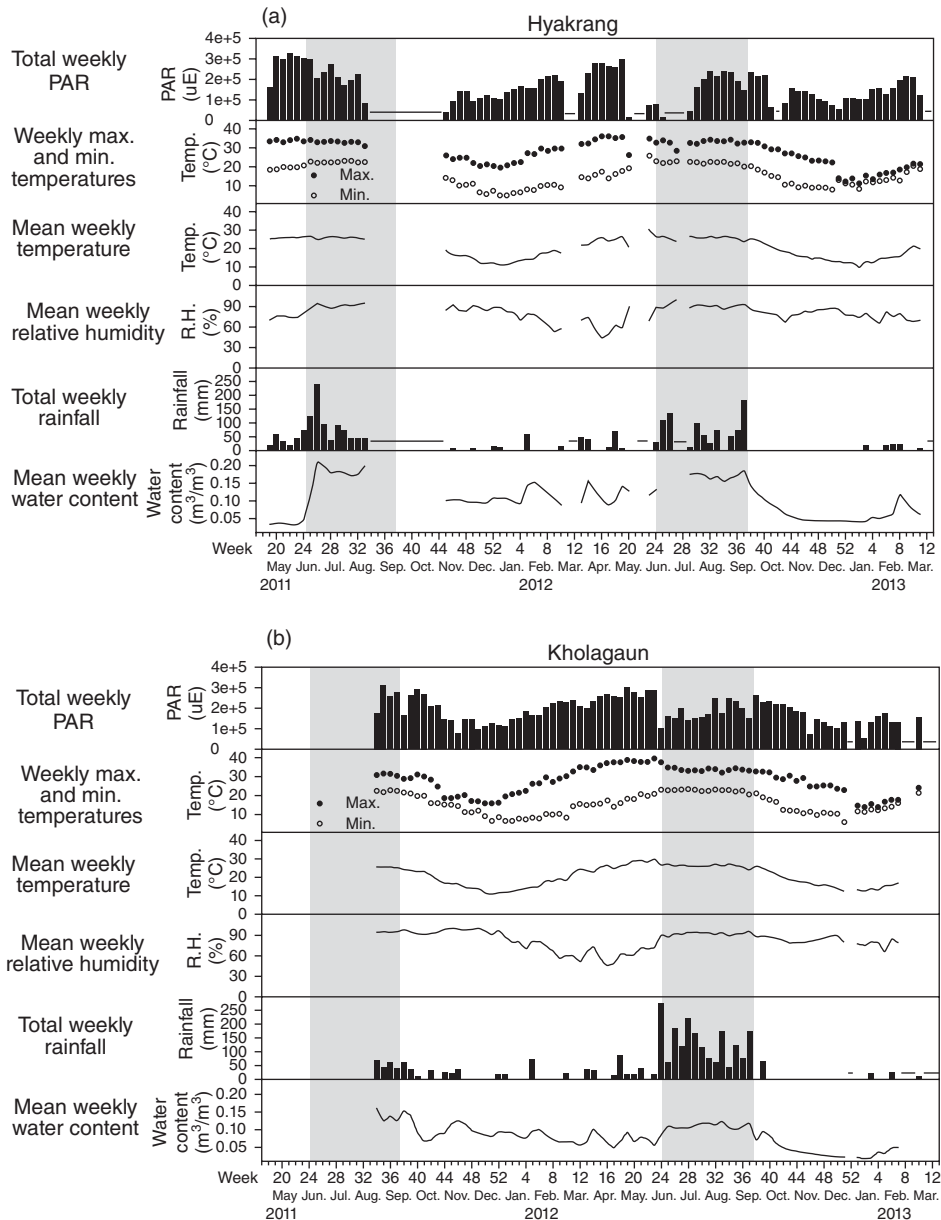 (a)
Hyakrang
Total weekly
PAR
PAR
(uE)
4e+5
3e+5
2e+5
1e+5
0
Weekly max.
and min.
temperatures
Temp.
(°C)
40
30
20
10
Max.
Min.
Mean weekly
temperature
Temp.
(°C)
40
30
20
10
0
Mean weekly
relative humidity
R.H.
(%)
90
60
30
0
Total weekly
rainfall
Rainfall
(mm)
250
200
150
100
50
0
Mean weekly
water content
Water
content
(m³/m³)
0.20
0.15
0.10
0.05
Week 20 24 28 32 36 40 44 48 52 4 8 12 16 20 24 28 32 36 40 44 48 52 4 8 12
May Jun. Jul. Aug. Sep. Oct. Nov. Dec. Jan. Feb. Mar. Apr. May. Jun. Jul. Aug. Sep. Oct. Nov. Dec. Jan. Feb. Mar.
2011 2012 2013
(b)
Kholagaun
Total weekly
PAR
PAR
(uE)
4e+5
3e+5
2e+5
1e+5
0
Weekly max.
and min.
temperatures
Temp.
(°C)
40
30
20
10
Max.
Min.
Mean weekly
temperature
Temp.
(°C)
40
30
20
10
0
Mean weekly
relative humidity
R.H.
(%)
90
60
30
0
Total weekly
rainfall
Rainfall
(mm)
250
200
150
100
50
0
Mean weekly
water content
Water
content
(m³/m³)
0.20
0.15
0.10
0.05
Week 20 24 28 32 36 40 44 48 52 4 8 12 16 20 24 28 32 36 40 44 48 52 4 8 12
May Jun. Jul. Aug. Sep. Oct. Nov. Dec. Jan. Feb. Mar. Apr. May. Jun. Jul. Aug. Sep. Oct. Nov. Dec. Jan. Feb. Mar.
2011 2012 2013